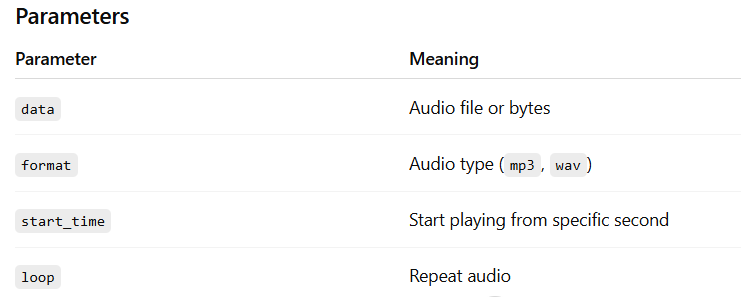 Parameters
Parameter Meaning
data Audio file or bytes
format Audio type (mp3, wav)
start_time Start playing from specific second
loop Repeat audio